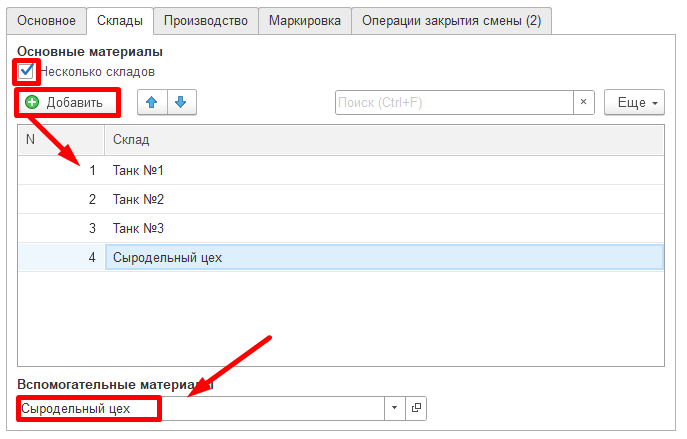 Основное Склады Производство Маркировка Операции закрытия смены (2)
Основные материалы
Несколько складов
Добавить Поиск (Ctrl+F) × Еще
N Склад
1 Танк №1
2 Танк №2
3 Танк №3
4 Сыродельный цех
Вспомогательные материалы
Сыродельный цех